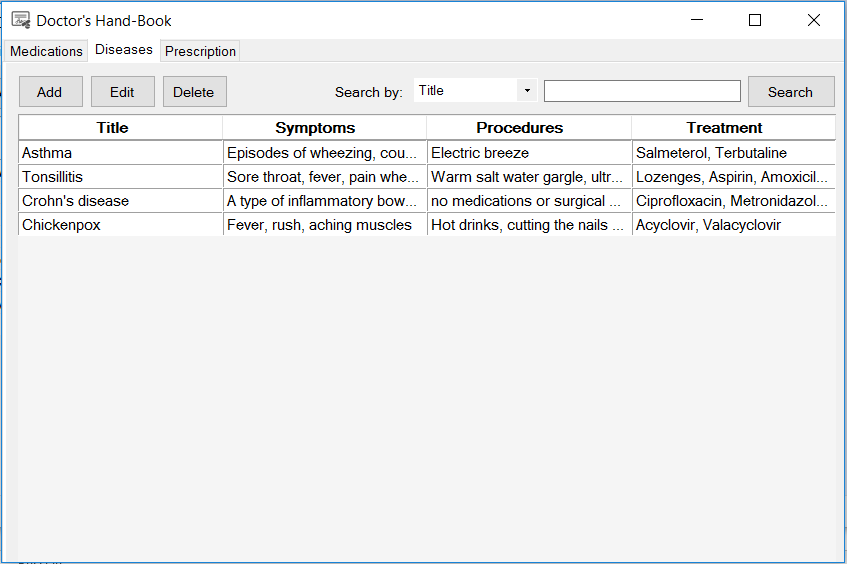 Doctor's Hand-Book
Medications Diseases Prescription
Add Edit Delete Search by: Title Search
Title Symptoms Procedures Treatment
Asthma Episodes of wheezing, cou... Electric breeze Salmeterol, Terbutaline
Tonsillitis Sore throat, fever, pain whe... Warm salt water gargle, ultr... Lozenges, Aspirin, Amoxicil...
Crohn's disease A type of inflammatory bow... no medications or surgical ... Ciprofloxacin, Metronidazol...
Chickenpox Fever, rush, aching muscles Hot drinks, cutting the nails ... Acyclovir, Valacyclovir